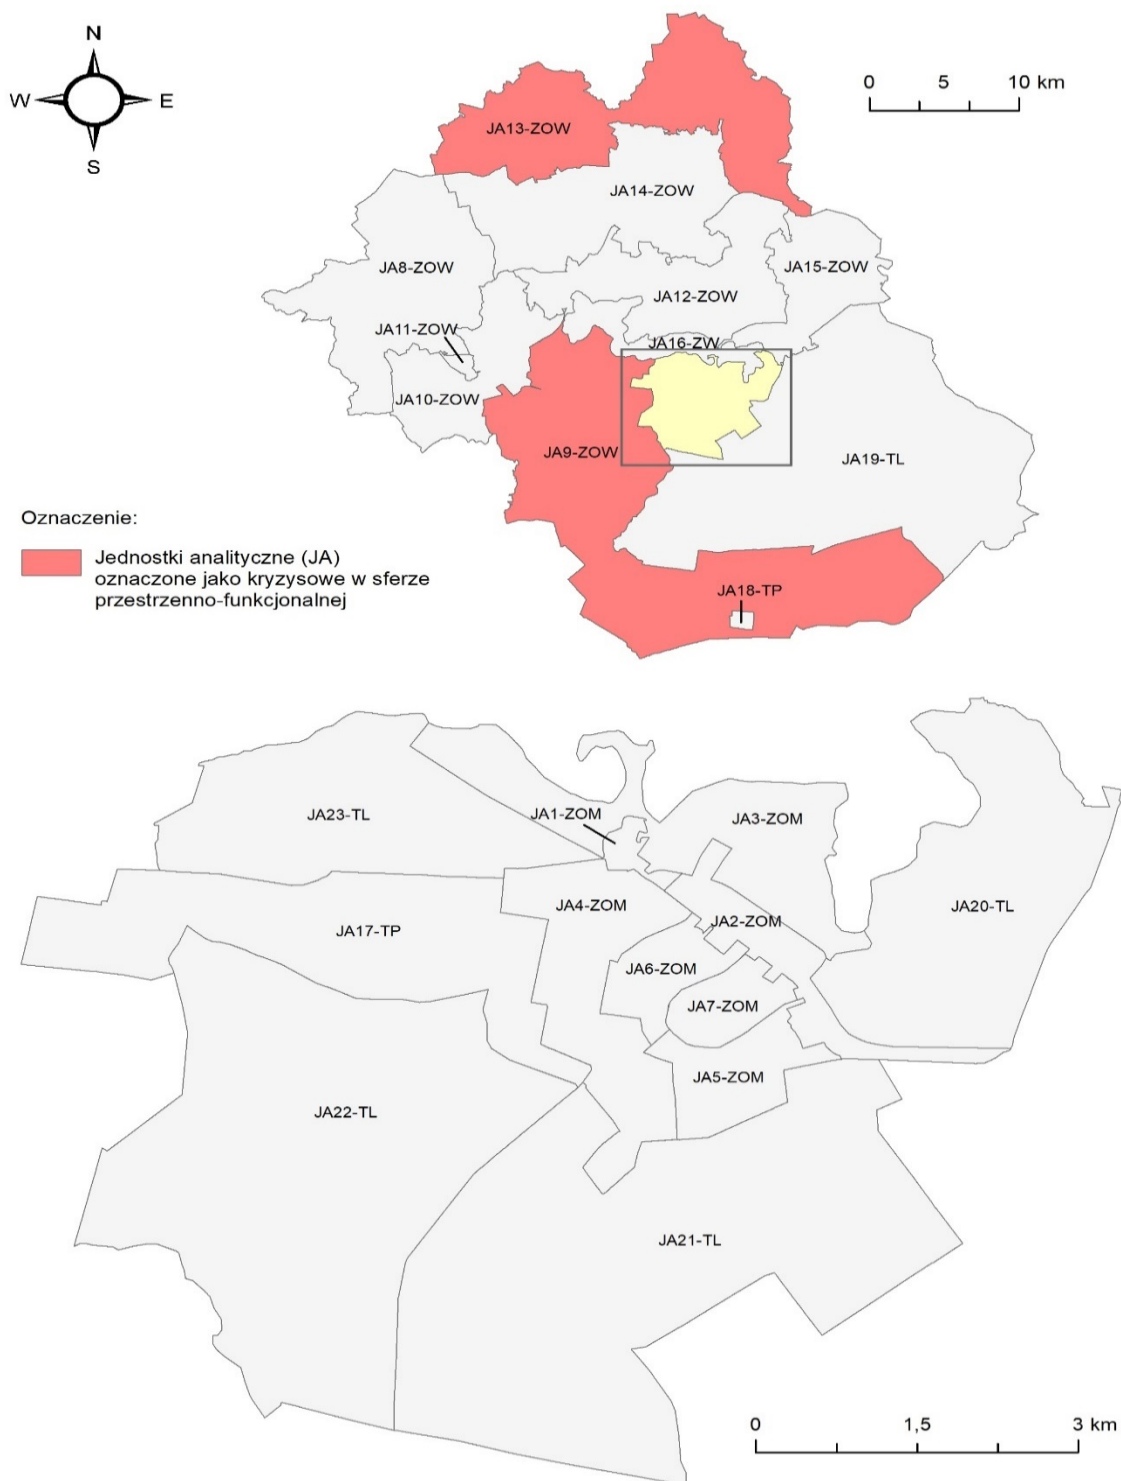 N
W E
S
0 5 10 km
JA13-ZOW
JA14-ZOW
JA8-ZOW
JA15-ZOW
JA12-ZOW
JA11-ZOW
JA16-ZW
JA10-ZOW
JA9-ZOW
JA19-TL
Oznaczenie:
Jednostki analityczne (JA)
oznaczone jako kryzysowe w sferze
przestrzenno-funkcjonalnej
JA18-TP
JA23-TL
JA1-ZOM
JA3-ZOM
JA4-ZOM
JA20-TL
JA2-ZOM
JA17-TP
JA6-ZOM
JA7-ZOM
JA5-ZOM
JA22-TL
JA21-TL
0 1,5 3 km